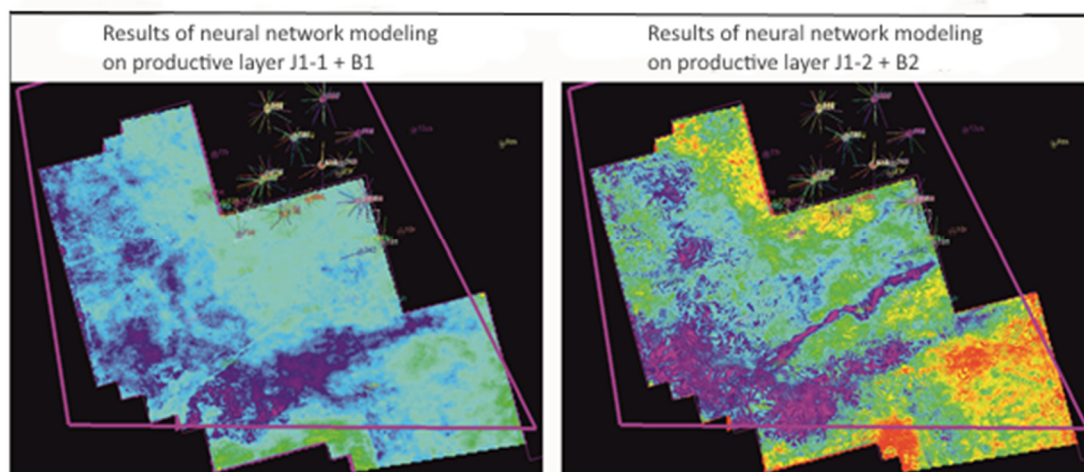 Results of neural network modeling
on productive layer J1-1 + B1
Results of neural network modeling
on productive layer J1-2 + B2